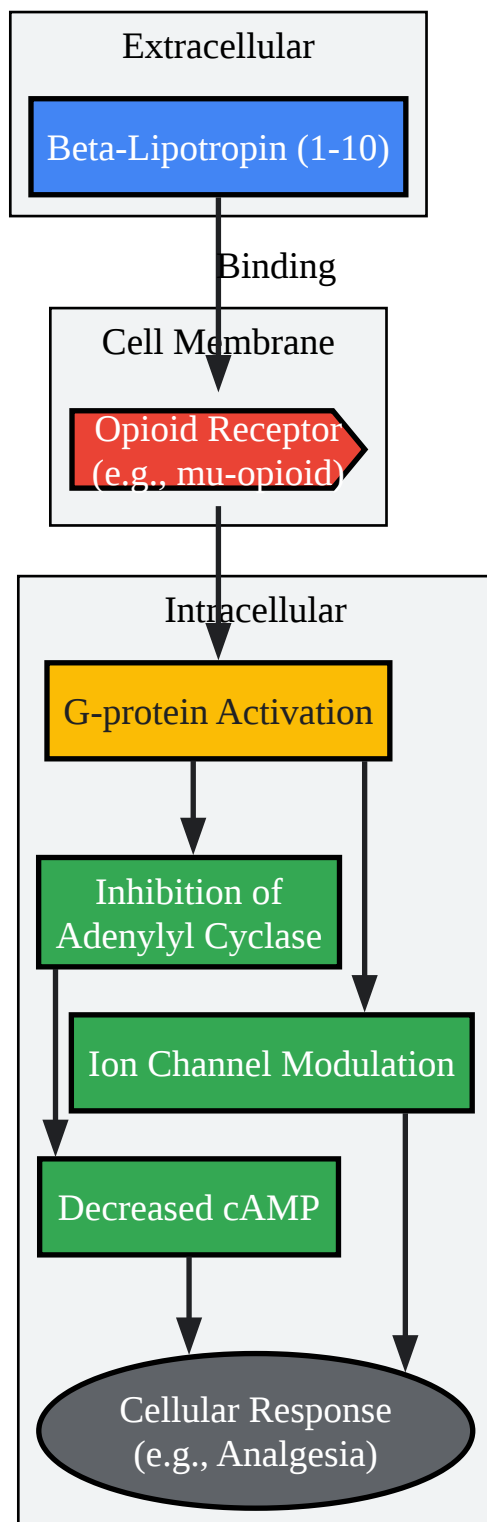 Extracellular
Beta-Lipotropin (1-10)
Binding
Cell Membrane
Opioid Receptor
(e.g., mu-opioid)
Intracellular
G-protein Activation
Inhibition of
Adenylyl Cyclase
Ion Channel Modulation
Decreased cAMP
Cellular Response
(e.g., Analgesia)